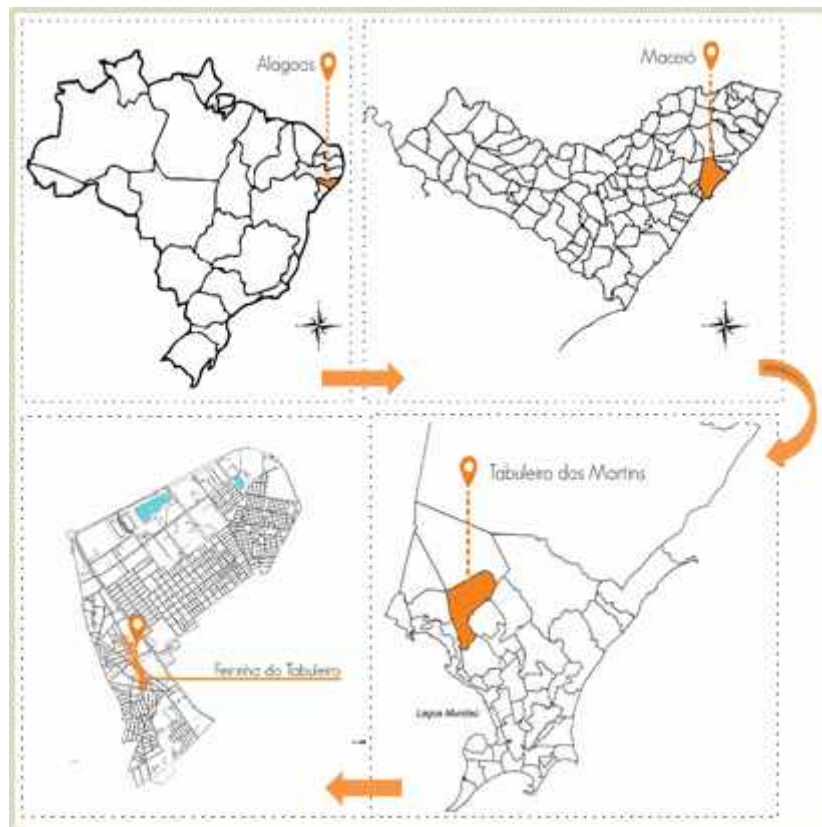 Alagoas
Maceió
Tabuleiro dos Martins
Feirinha do Tabuleiro
Lagoa Mundaú